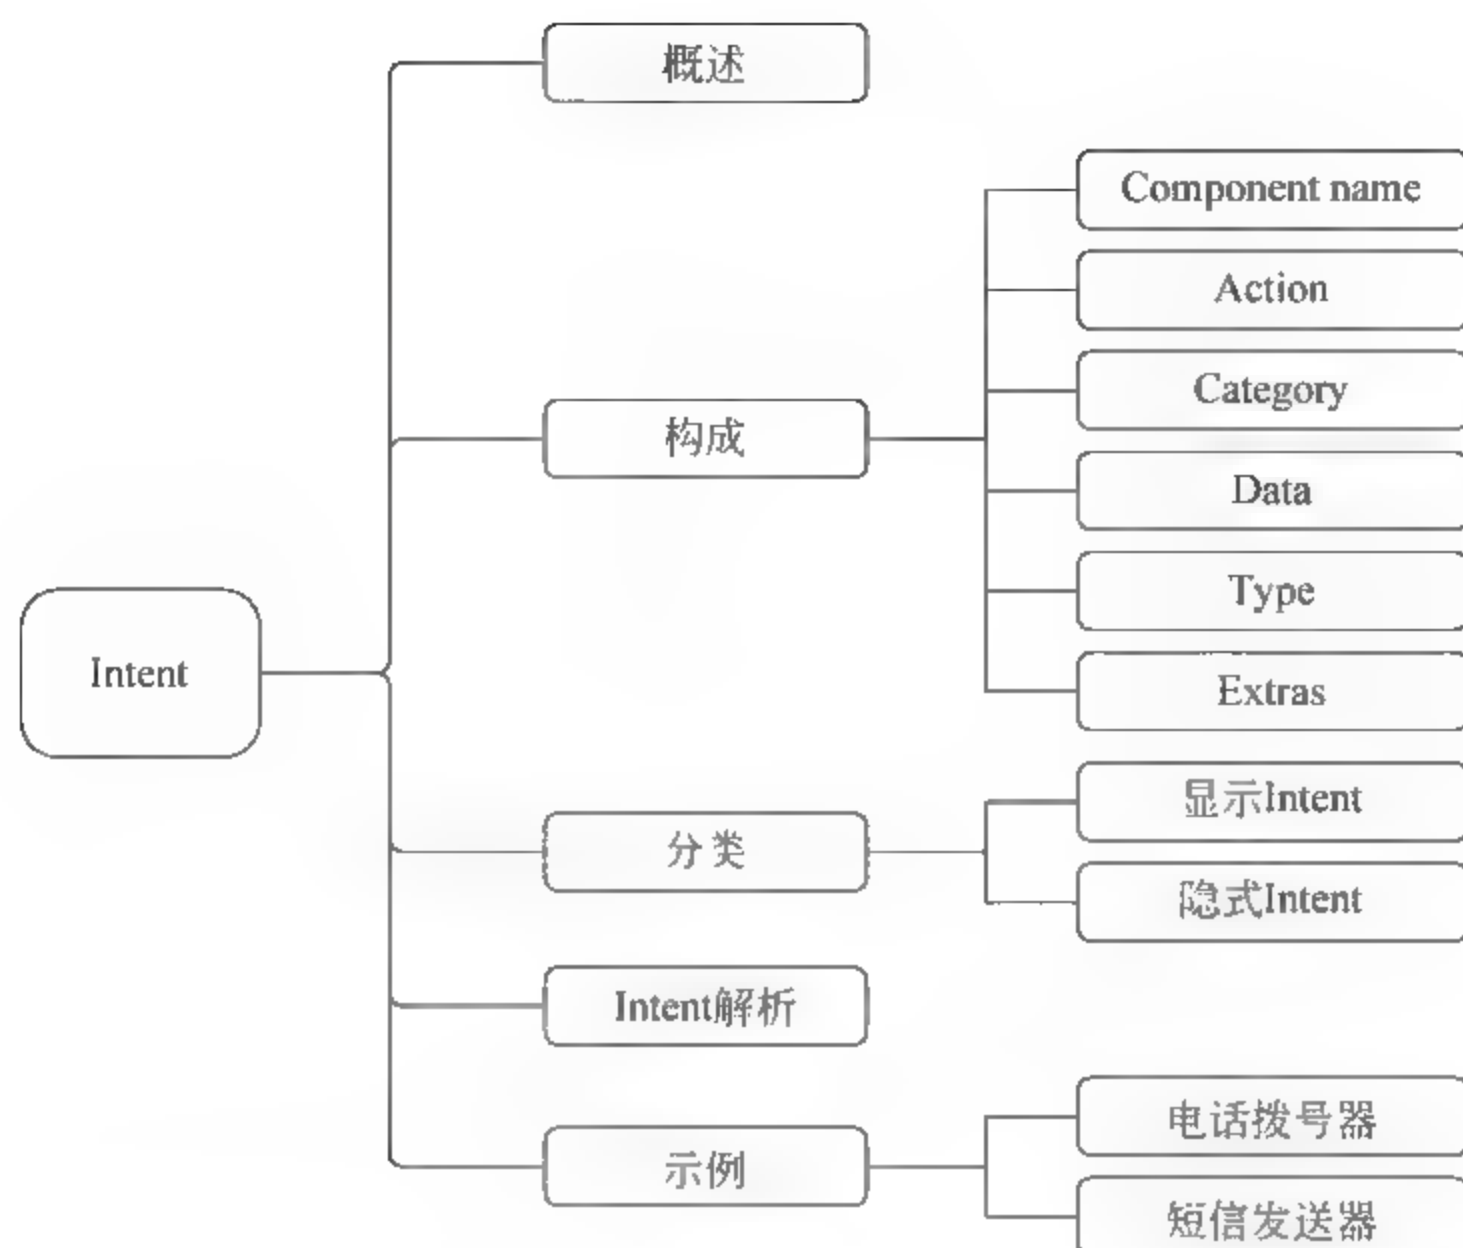 概述
Component name
Action
Category
构成
Data
Type
Extras
Intent
显示Intent
分类
隐式Intent
Intent解析
电话拨号器
示例
短信发送器